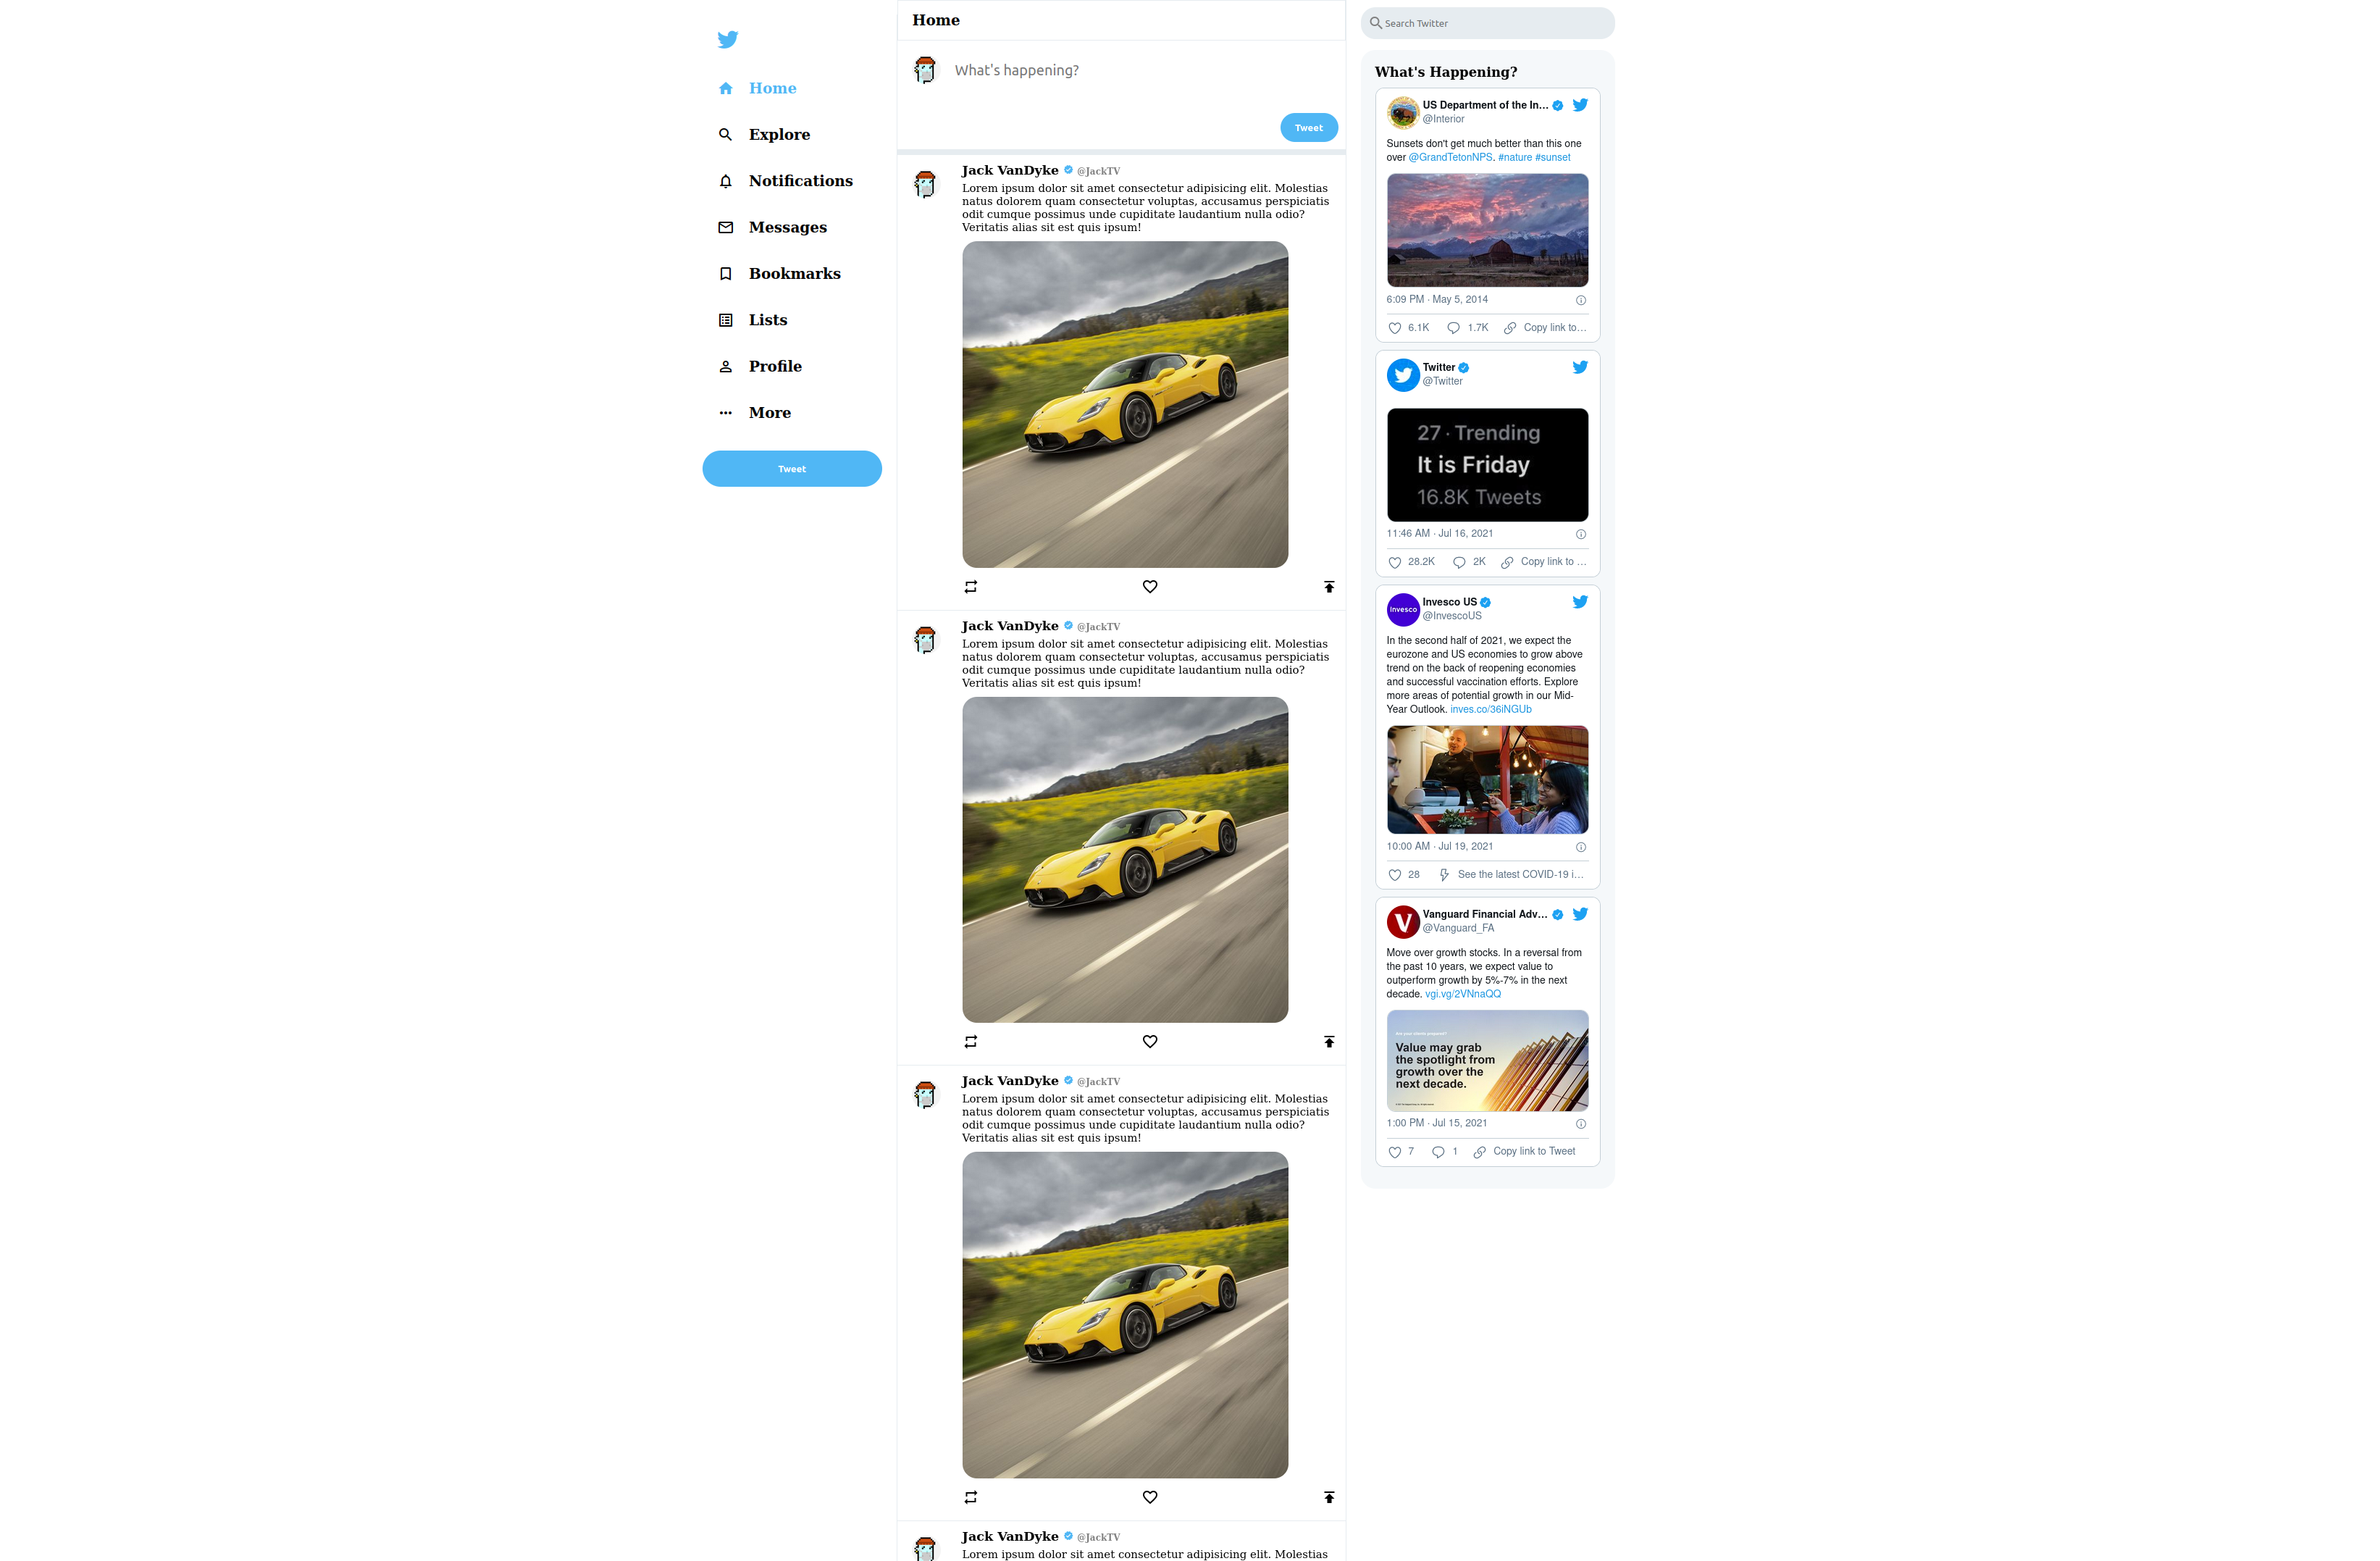 Home
Explore
Notifications
Messages
Bookmarks
Lists
Profile
More
Tweet
Home
What's happening?
Tweet
Jack VanDyke @JackTV
Lorem ipsum dolor sit amet consectetur adipisicing elit. Molestias
natus dolorem quam consectetur voluptas, accusamus perspiciatis
odit cumque possimus unde cupiditate laudantium nulla odio?
Veritatis alias sit est quis ipsum!
Jack VanDyke @JackTV
Lorem ipsum dolor sit amet consectetur adipisicing elit. Molestias
natus dolorem quam consectetur voluptas, accusamus perspiciatis
odit cumque possimus unde cupiditate laudantium nulla odio?
Veritatis alias sit est quis ipsum!
Jack VanDyke @JackTV
Lorem ipsum dolor sit amet consectetur adipisicing elit. Molestias
natus dolorem quam consectetur voluptas, accusamus perspiciatis
odit cumque possimus unde cupiditate laudantium nulla odio?
Veritatis alias sit est quis ipsum!
Jack VanDyke @JackTV
Lorem ipsum dolor sit amet consectetur adipisicing elit. Molestias
Search Twitter
What's Happening?
US Department of the In...
@Interior
Sunsets don't get much better than this one
over @GrandTetonNPS. #nature #sunset
6:09 PM · May 5, 2014
6.1K 1.7K Copy link to...
Twitter
@Twitter
27 · Trending
It is Friday
16.8K Tweets
11:46 AM · Jul 16, 2021
28.2K 2K Copy link to ...
Invesco
Invesco US
@InvescoUS
In the second half of 2021, we expect the
eurozone and US economies to grow above
trend on the back of reopening economies
and successful vaccination efforts. Explore
more areas of potential growth in our Mid-
Year Outlook. inves.co/36iNGUb
10:00 AM · Jul 19, 2021
28 See the latest COVID-19 i...
V
Vanguard Financial Adv...
@Vanguard_FA
Move over growth stocks. In a reversal from
the past 10 years, we expect value to
outperform growth by 5%-7% in the next
decade. vgi.vg/2VNnaQQ
Value may grab
the spotlight from
growth over the
next decade.
1:00 PM · Jul 15, 2021
7 1 Copy link to Tweet